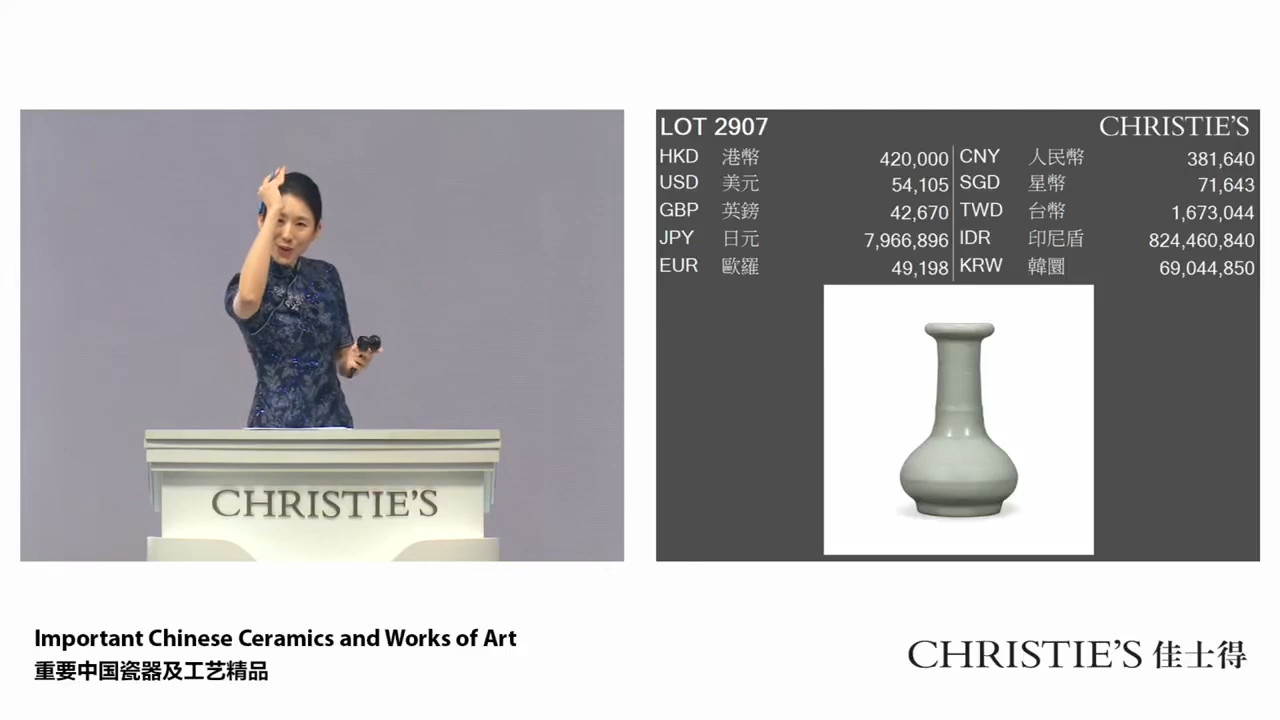 CHRISTIE'S
LOT 2907 CHRISTIE'S
HKD 港幣 420,000 CNY 人民幣 381,640
USD 美元 54,105 SGD 星幣 71,643
GBP 英鎊 42,670 TWD 台幣 1,673,044
JPY 日元 7,966,896 IDR 印尼盾 824,460,840
EUR 歐羅 49,198 KRW 韓圜 69,044,850
Important Chinese Ceramics and Works of Art
重要中国瓷器及工艺精品
CHRISTIE'S 佳士得